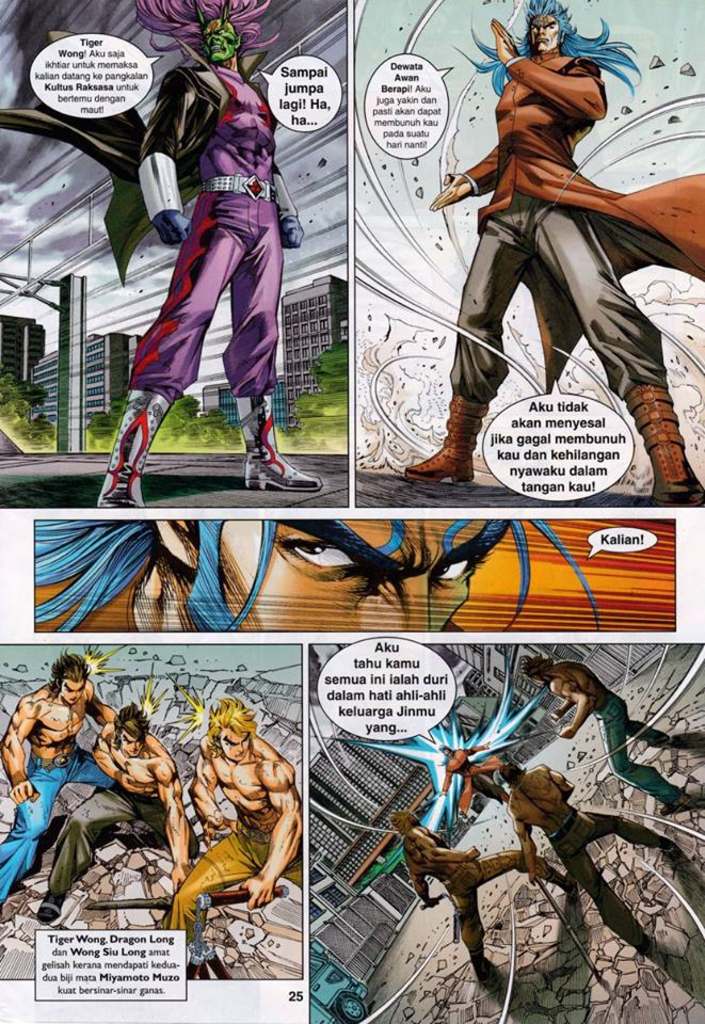 Tiger
Wong! Aku saja
ikhtiar untuk memaksa
kalian datang ke pangkalan
Kultus Raksasa untuk
bertemu dengan
maut!
Sampai
jumpa
lagi! Ha,
ha...
Dewata
Awan
Berapi! Aku
juga yakin dan
pasti akan dapat
membunuh kau
pada suatu
hari nanti!
Aku tidak
akan menyesal
jika gagal membunuh
kau dan kehilangan
nyawaku dalam
tangan kau!
Kalian!
Tiger Wong, Dragon Long
dan Wong Siu Long amat
gelisah kerana mendapati kedua-
dua biji mata Miyamoto Muzo
kuat bersinar-sinar ganas.
Aku
tahu kamu
semua ini ialah duri
dalam hati ahli-ahli
keluarga Jinmu
yang...
25